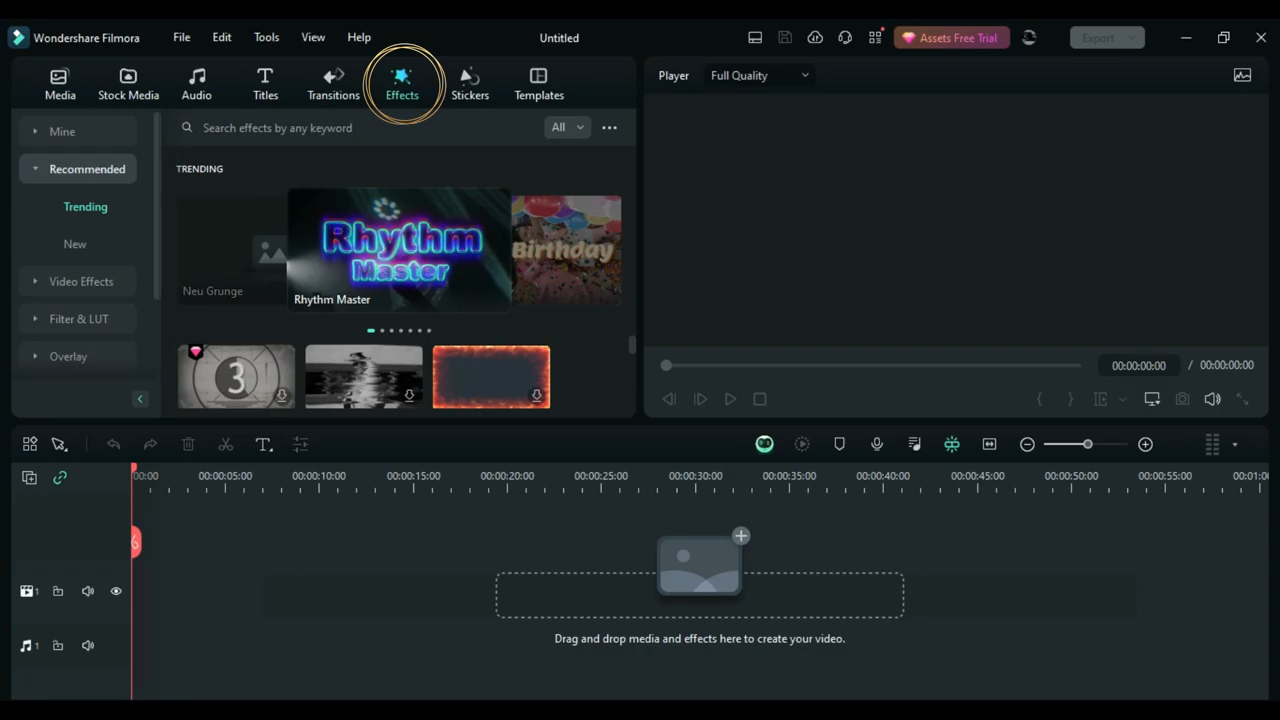 Wondershare Filmora
File
Edit
Tools
View
Help
Untitled
Assets Free Trial
Export
Media
Stock Media
Audio
Titles
Transitions
Effects
Stickers
Templates
Player
Full Quality
Mine
Recommended
Trending
New
Video Effects
Filter & LUT
Overlay
Search effects by any keyword
All
TRENDING
Neu Grunge
Rhythm
Master
Rhythm Master
Birthday
3
00:00:00:00 / 00:00:00:00
00:00 00:00:05:00 00:00:10:00 00:00:15:00 00:00:20:00 00:00:25:00 00:00:30:00 00:00:35:00 00:00:40:00 00:00:45:00 00:00:50:00 00:00:55:00 00:01:0
1
Drag and drop media and effects here to create your video.
1